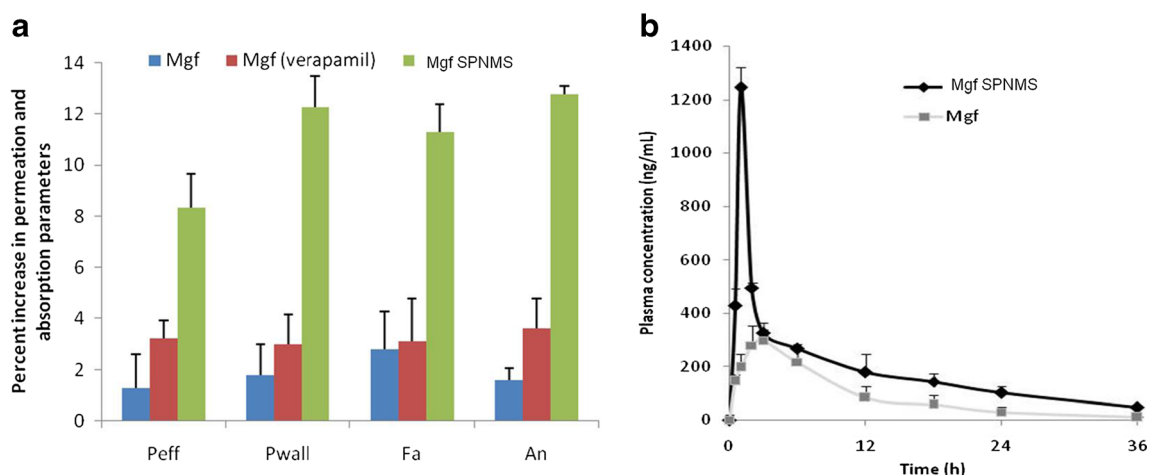 a
Mgf
Mgf (verapamil)
Mgf SPNMS
Percent increase in permeation and
absorption parameters
14
12
10
8
6
4
2
0
Peff
Pwall
Fa
An
b
Mgf SPNMS
Mgf
Plasma concentration (ng/mL)
1400
1200
1000
800
600
400
200
0
0
12
24
36
Time (h)